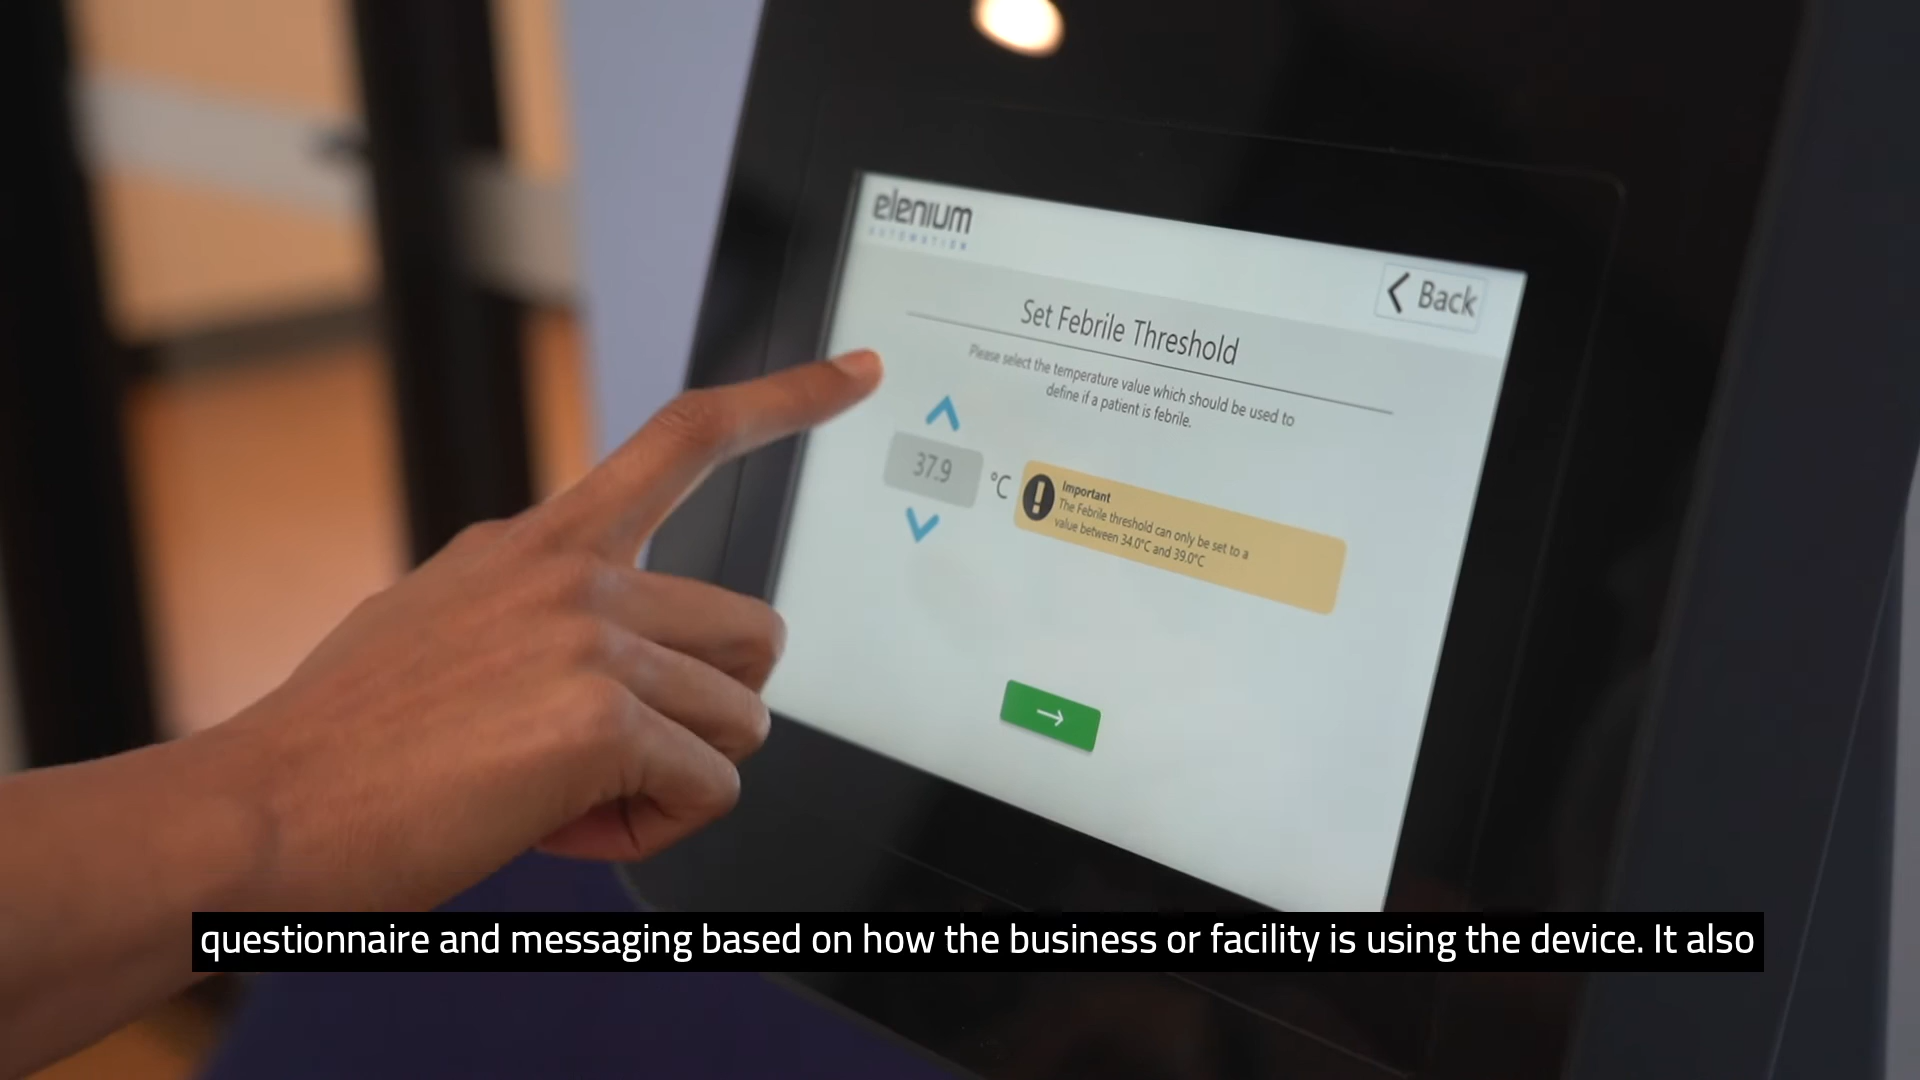 elenium
AUTOMATION
Back
Set Febrile Threshold
Please select the temperature value which should be used to
define if a patient is febrile.
37.9
°C
Important
The Febrile threshold can only be set to a
value between 34.0°C and 39.0°C
questionnaire and messaging based on how the business or facility is using the device. It also